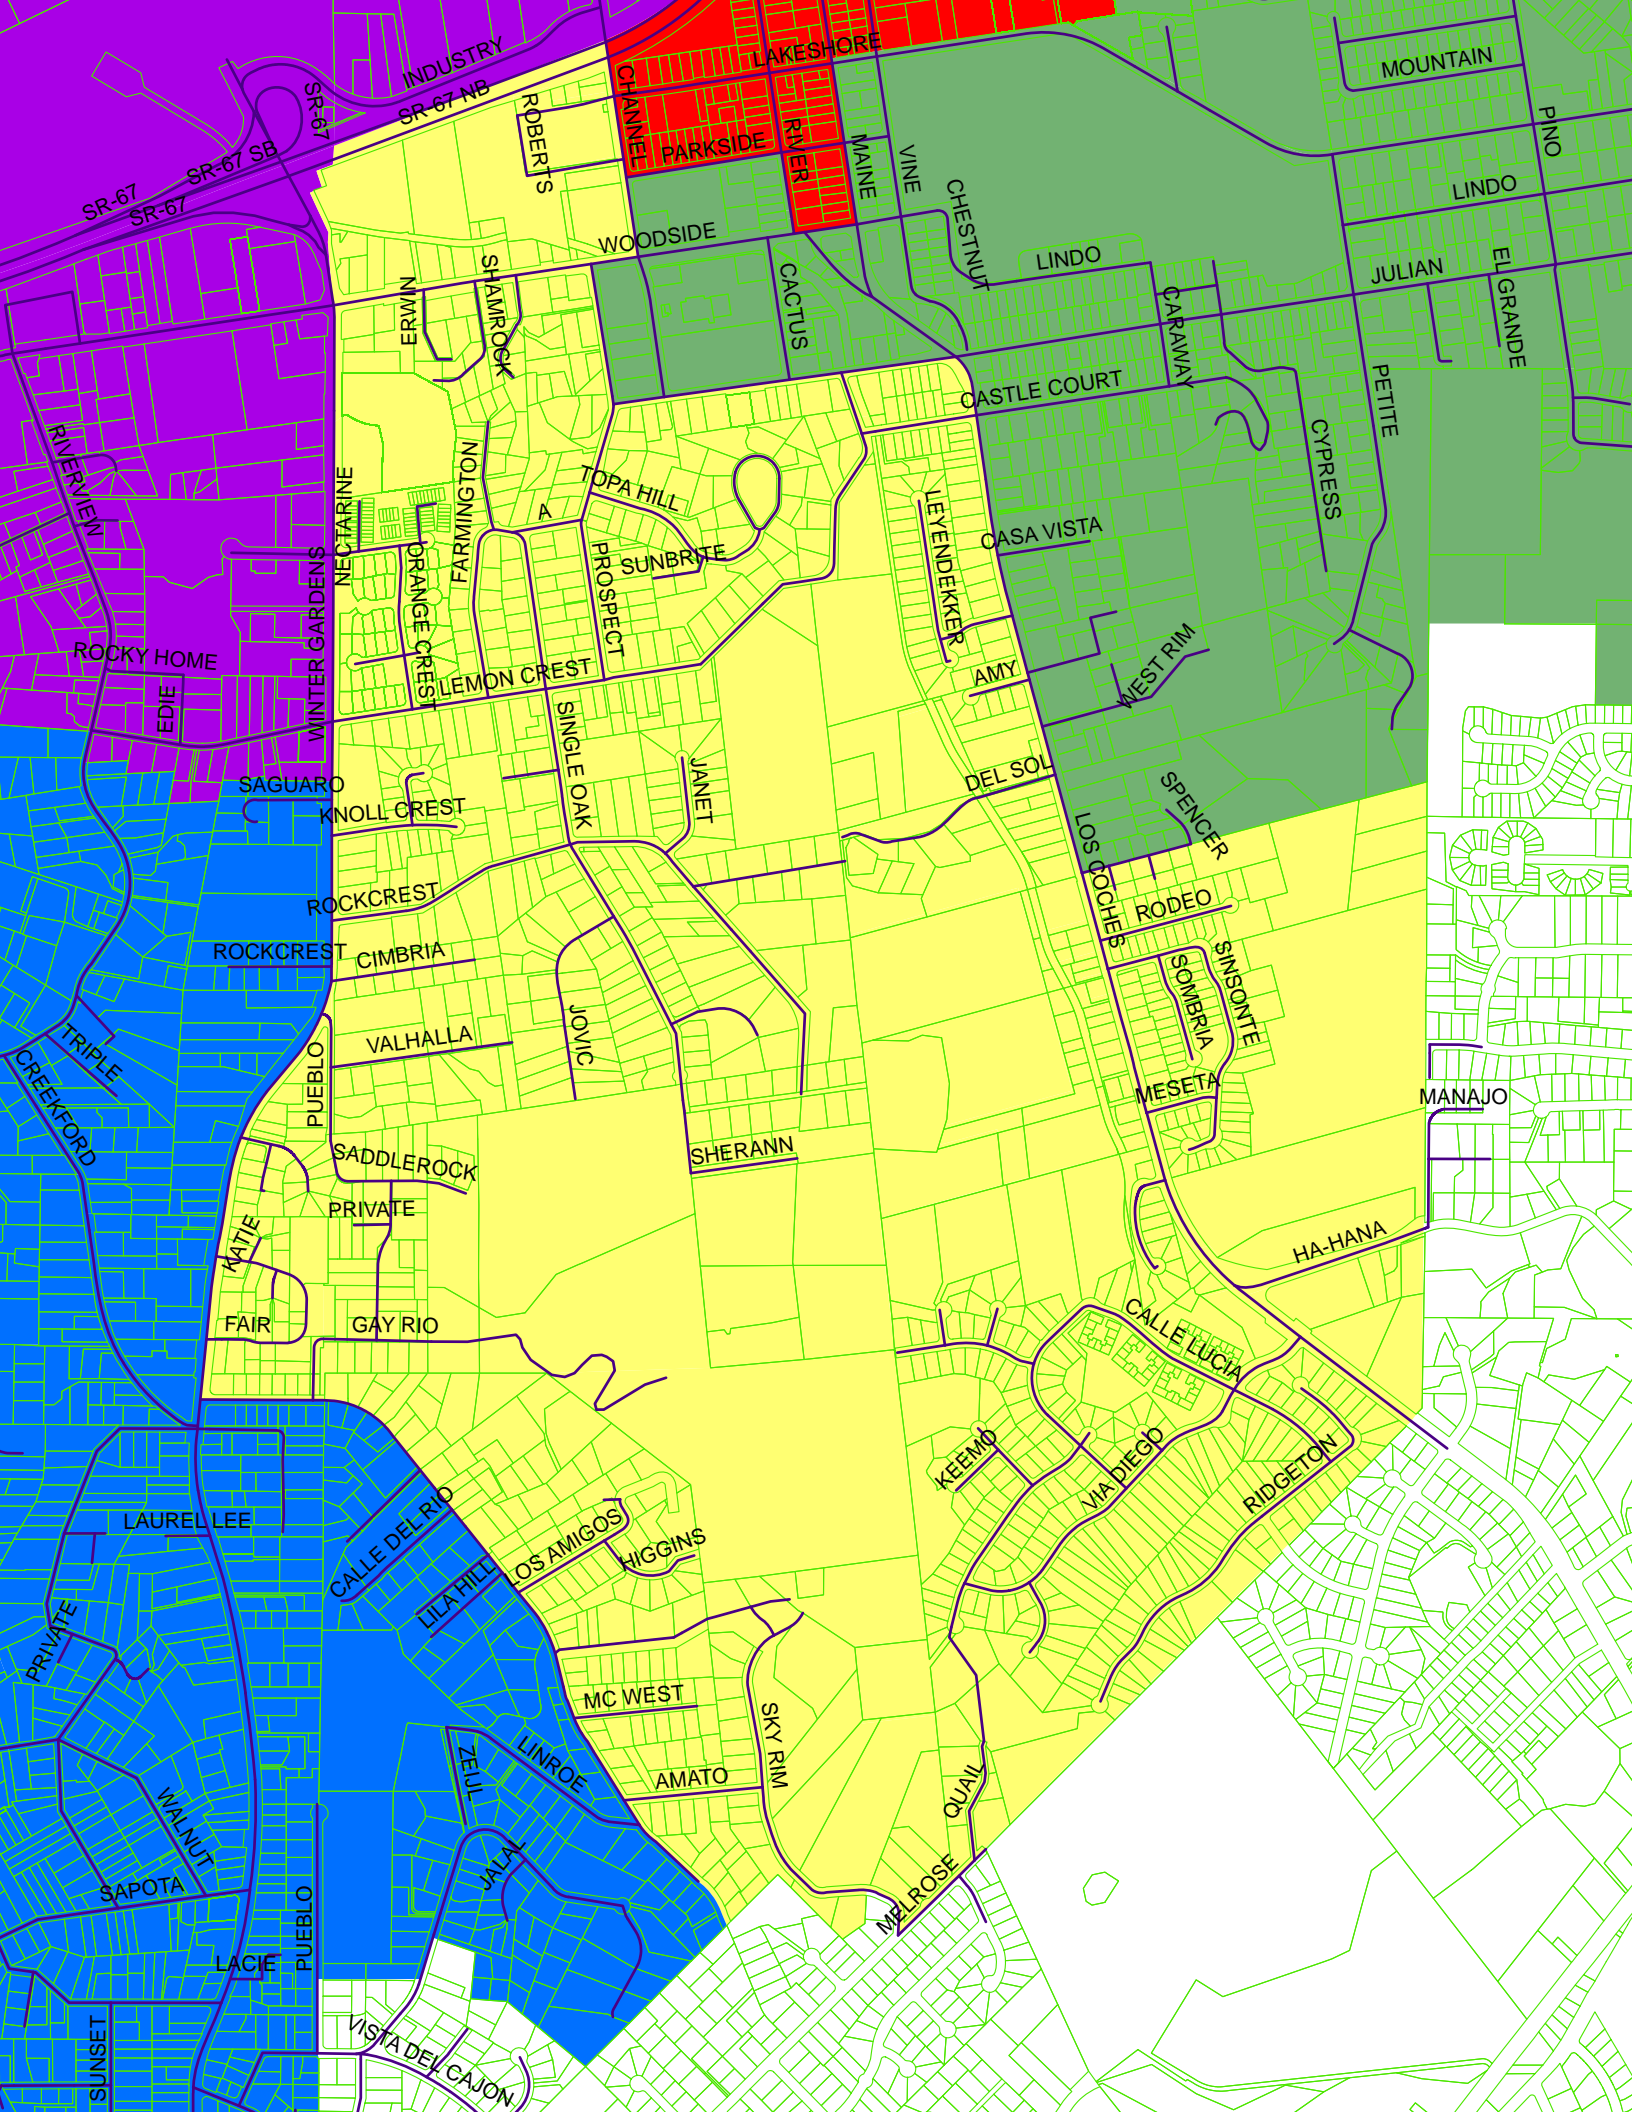 INDUSTRY
LAKESHORE
MOUNTAIN
SR-67
SR-67 NB
CHANNEL
ROBERTS
RIVER
PARKSIDE
MAINE
VINE
PINO
SR-67 SB
SR-67
SR-67
CHESTNUT
LINDO
WOODSIDE
LINDO
JULIAN
EL GRANDE
SHAMROCK
ERWIN
CACTUS
CARAWAY
CASTLE COURT
PETITE
CYPRESS
RIVERVIEW
NECTARINE
FARMINGTON
TOPA HILL
A
LEYENDEKKER
CASA VISTA
SUNBRITE
ORANGE CREST
PROSPECT
WINTER GARDENS
ROCKY HOME
EDIE
LEMON CREST
AMY
WEST RIM
SINGLE OAK
JANET
DEL SOL
SPENCER
SAGUARO
KNOLL CREST
LOS COCHES
ROCKCREST
RODEO
ROCKCREST
CIMBRIA
SOMBRIA
SINSONTE
JOVIC
VALHALLA
TRIPLE
CREEKFORD
PUEBLO
MESETA
MANAJO
SADDLEROCK
SHERANN
PRIVATE
KATIE
HA-HANA
FAIR
GAY RIO
CALLE LUCIA
KEEMO
VIA DIEGO
RIDGETON
LAUREL LEE
CALLE DEL RIO
LOS AMIGOS
HIGGINS
LILA HILL
PRIVATE
MC WEST
SKY RIM
ZEIJL
LINROE
AMATO
QUAIL
WALNUT
JALAL
SAPOTA
MELROSE
PUEBLO
LACIE
SUNSET
VISTA DEL CAJON